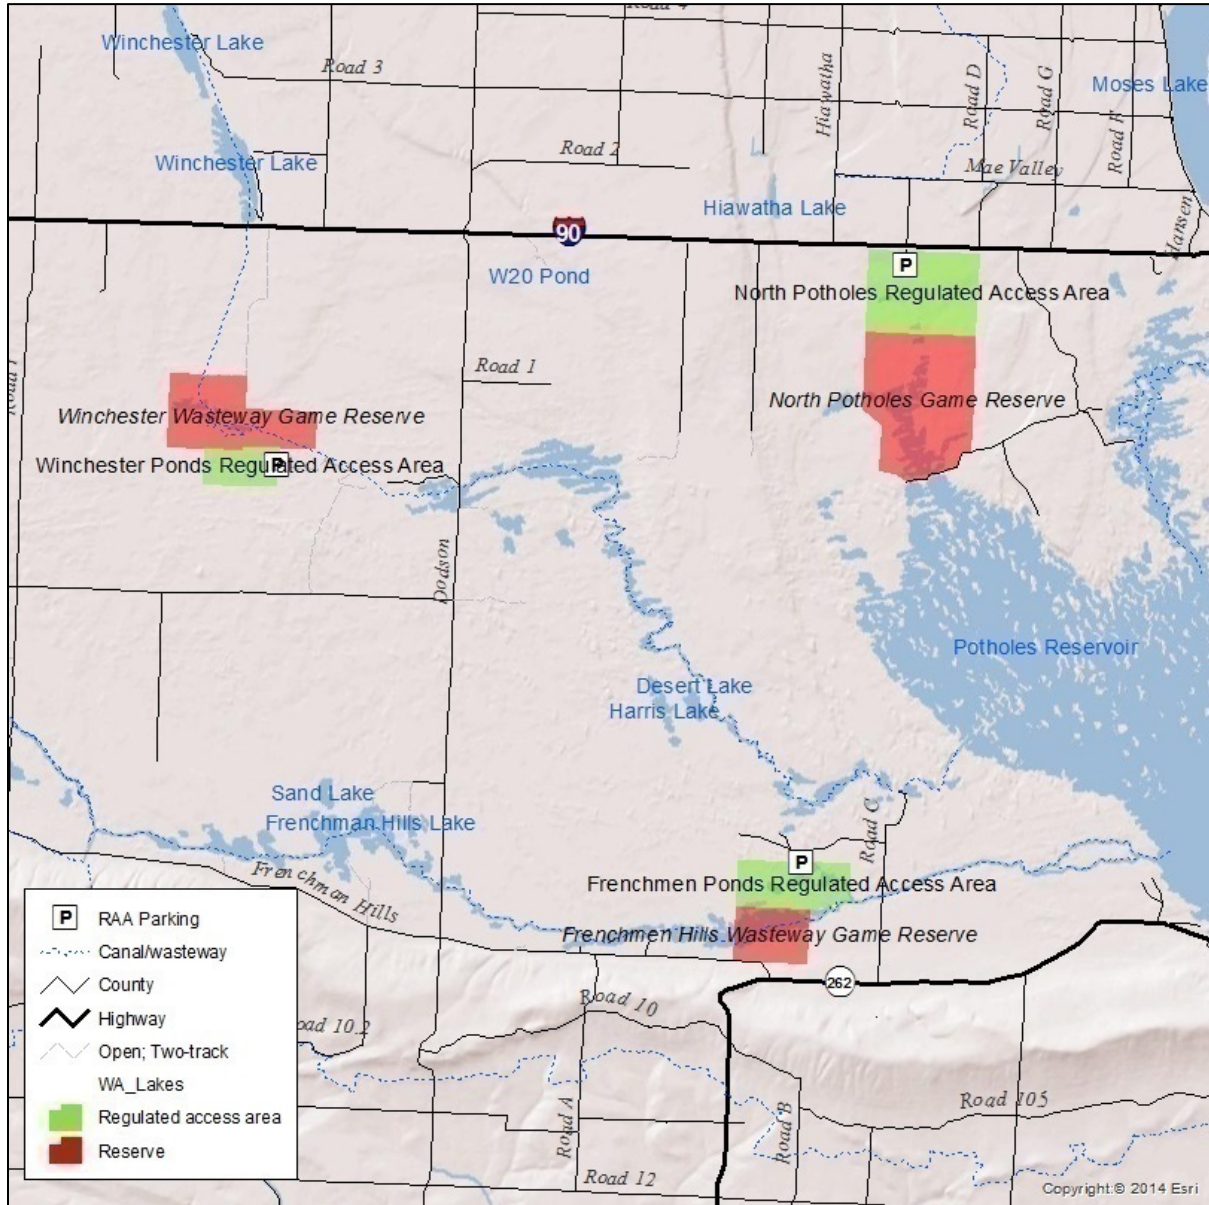 Road 4
Winchester Lake
Road 3
Hiawatha
Road D
Road G
Moses Lake
Road F
Winchester Lake
Road 2
Mae Valley
Hiawatha Lake
Hansen
90
W20 Pond
P
North Potholes Regulated Access Area
Road 1
Road 1
North Potholes Game Reserve
Winchester Wasteway Game Reserve
Winchester Ponds Regulated Access Area
P
Dodson
Potholes Reservoir
Desert Lake
Harris Lake
Sand Lake
Frenchman Hills Lake
Road C
P
Frenchman Hills
Frenchmen Ponds Regulated Access Area
Frenchmen Hills Wasteway Game Reserve
262
Road 10
Road 105
Road A
Road B
Road 12
P RAA Parking
Canal/wasteway
County
Highway
Open; Two-track
oad 10.2
WA_Lakes
Regulated access area
Reserve
Copyright:© 2014 Esri